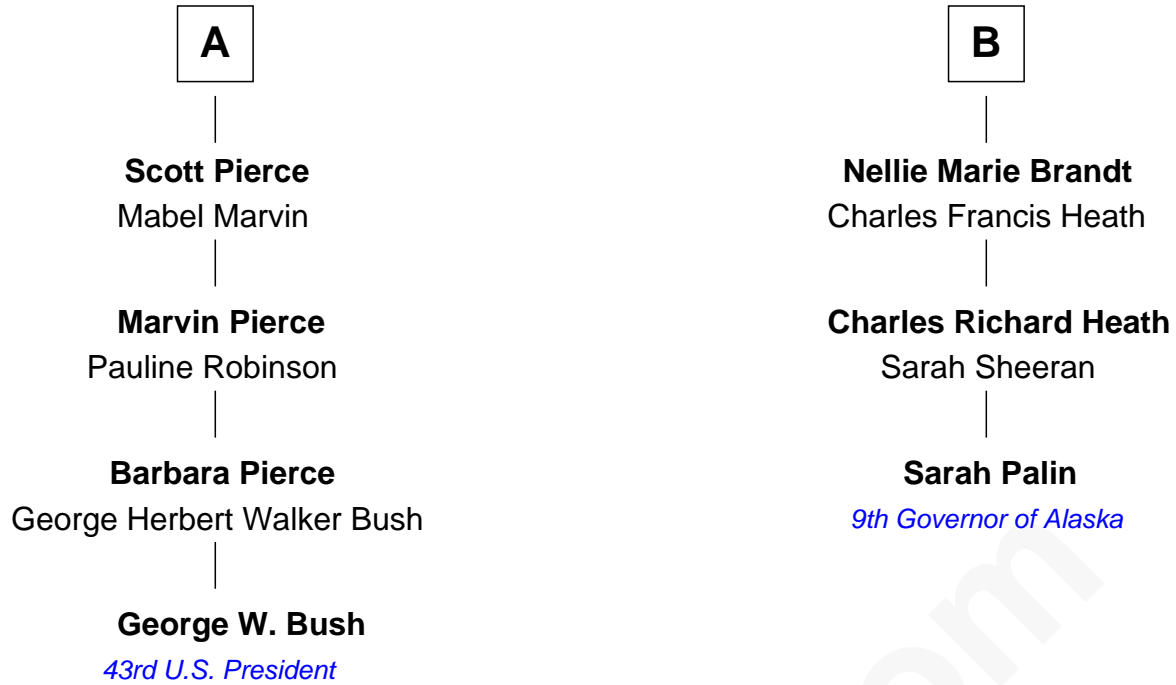 A
Scott Pierce
Mabel Marvin
Marvin Pierce
Pauline Robinson
Barbara Pierce
George Herbert Walker Bush
George W. Bush
43rd U.S. President
B
Nellie Marie Brandt
Charles Francis Heath
Charles Richard Heath
Sarah Sheeran
Sarah Palin
9th Governor of Alaska